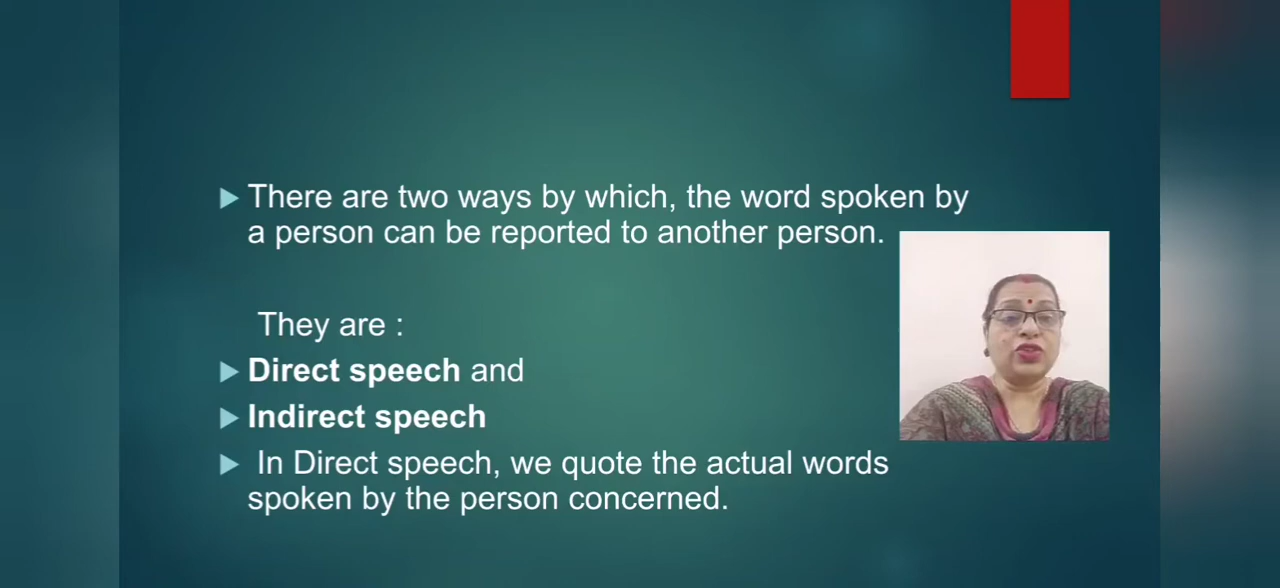 There are two ways by which, the word spoken by
a person can be reported to another person.
They are :
Direct speech and
Indirect speech
In Direct speech, we quote the actual words
spoken by the person concerned.